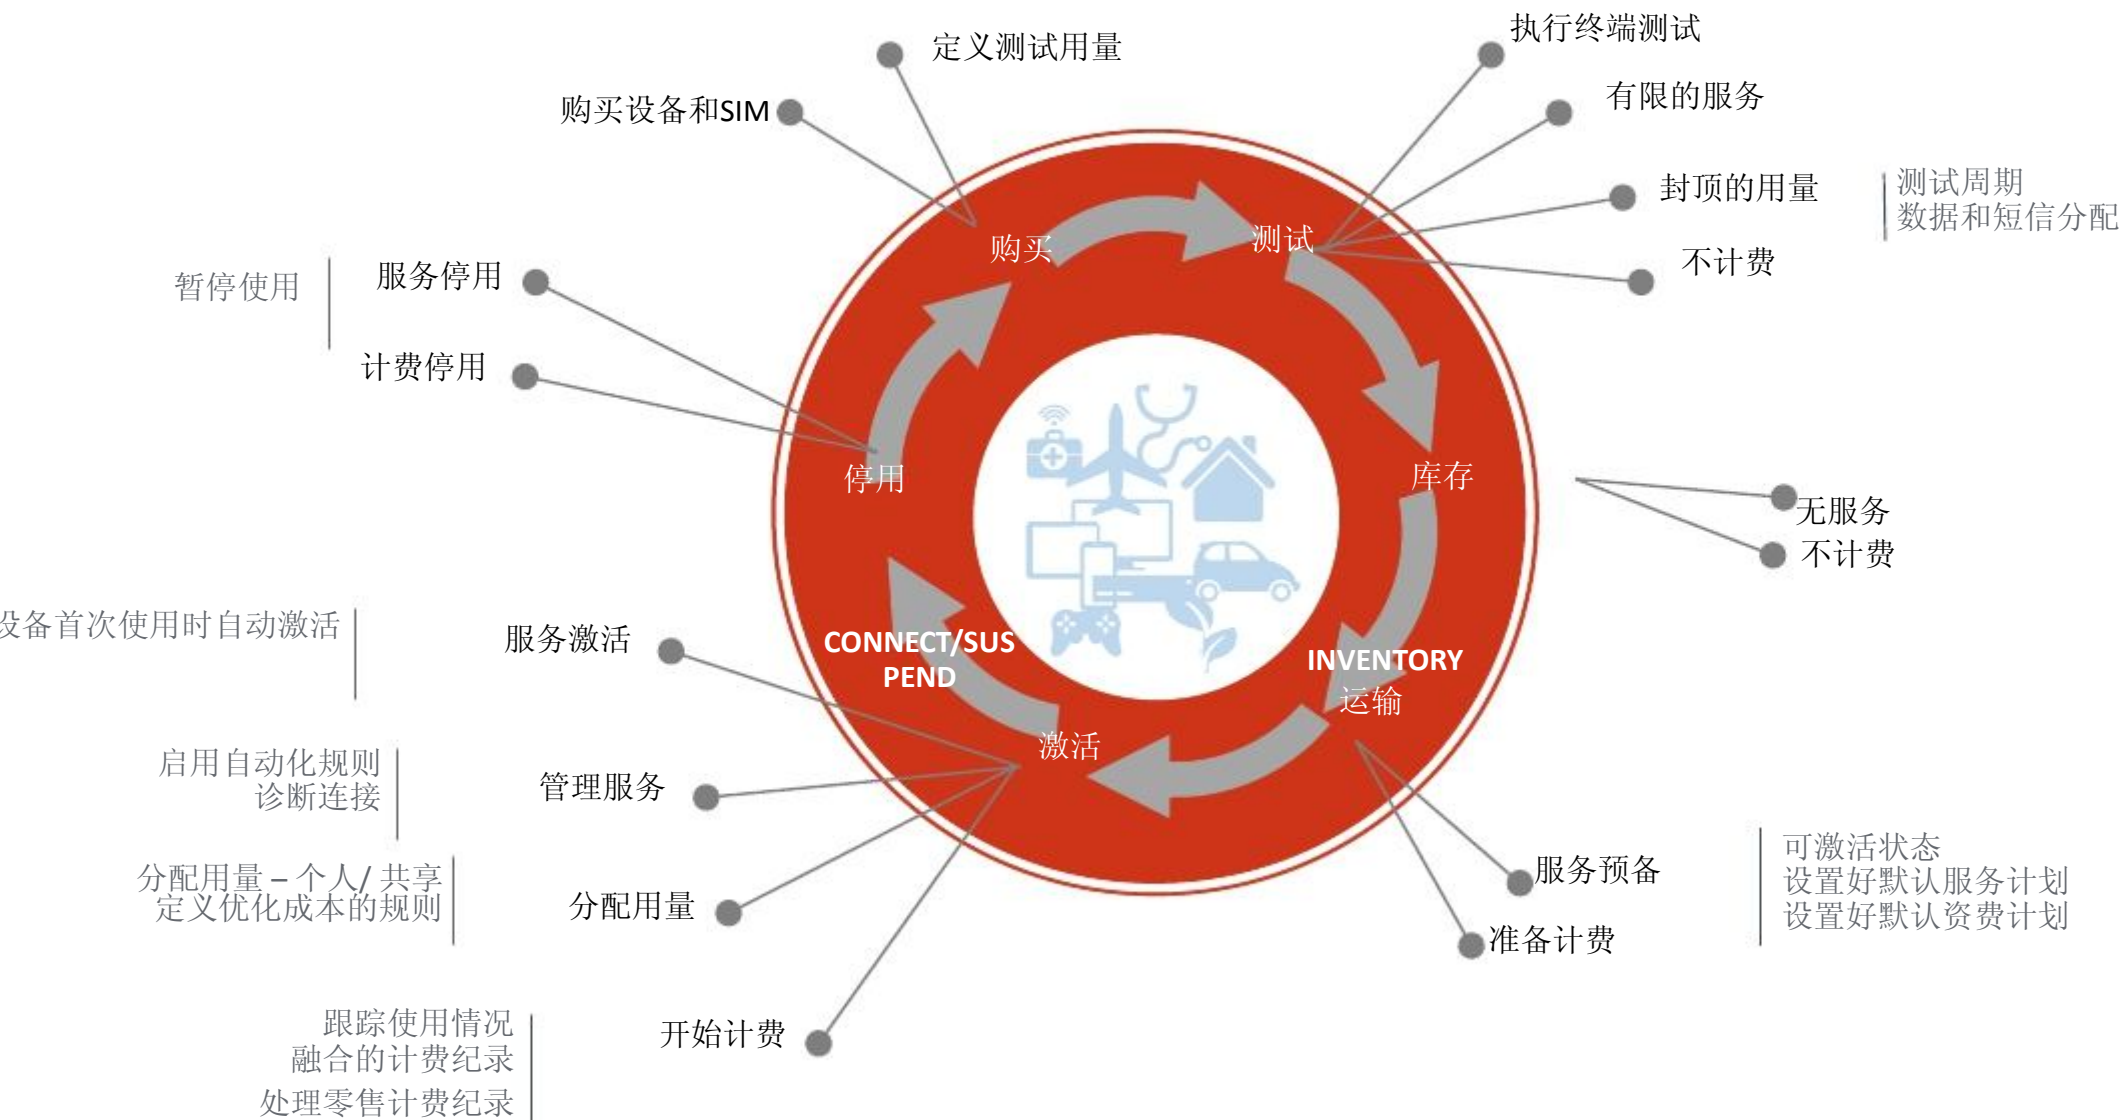 定义测试用量
执行终端测试
购买设备和SIM
有限的服务
封顶的用量
测试周期
数据和短信分配
不计费
购买
测试
暂停使用
服务停用
计费停用
停用
库存
无服务
不计费
设备首次使用时自动激活
服务激活
CONNECT/SUS
PEND
INVENTORY
运输
激活
启用自动化规则
诊断连接
管理服务
分配用量 – 个人/ 共享
定义优化成本的规则
分配用量
服务预备
准备计费
可激活状态
设置好默认服务计划
设置好默认资费计划
跟踪使用情况
融合的计费纪录
处理零售计费纪录
开始计费